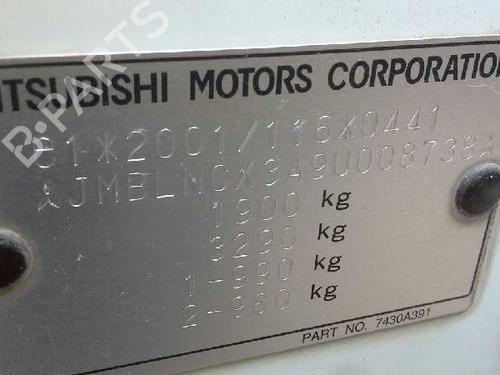 B-PARTS
MITSUBISHI MOTORS CORPORATION
e1*2001/116*0441
JMBLNCX3A9U008738
1900 kg
3290 kg
1-990 kg
2-980 kg
PART NO. 7430A391